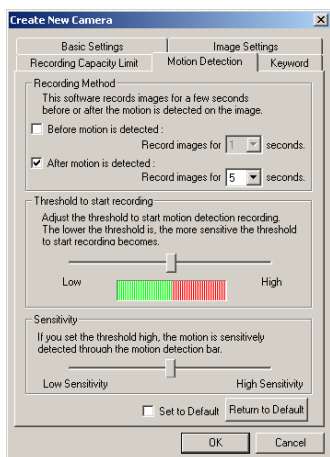 Create New Camera
Basic Settings
Image Settings
Recording Capacity Limit
Motion Detection
Keyword
Recording Method
This software records images for a few seconds
before or after the motion is detected on the image.
Before motion is detected :
Record images for 1 seconds.
After motion is detected :
Record images for 5 seconds.
Threshold to start recording
Adjust the threshold to start motion detection recording.
The lower the threshold is, the more sensitive the threshold
to start recording becomes.
Low High
Sensitivity
If you set the threshold high, the motion is sensitively
detected through the motion detection bar.
Low Sensitivity High Sensitivity
Set to Default Return to Default
OK Cancel